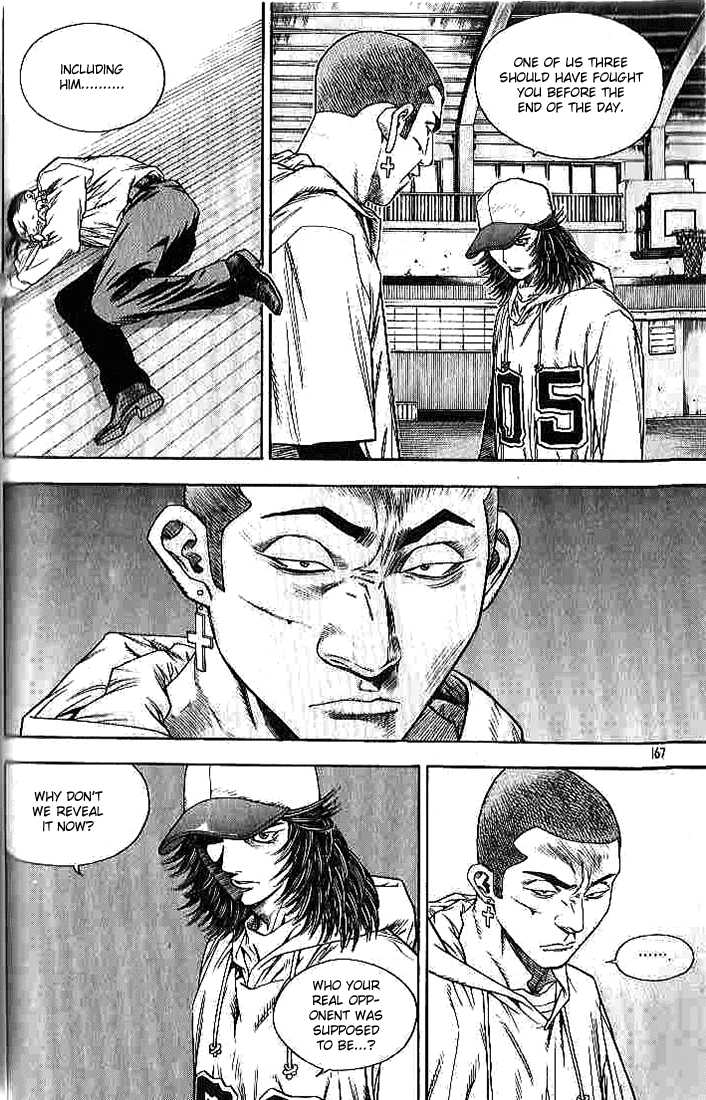 ONE OF US THREE
SHOULD HAVE FOUGHT
YOU BEFORE THE
END OF THE DAY.
05
INCLUDING
HIM..........
167
......
WHY DON'T
WE REVEAL
IT NOW?
WHO YOUR
REAL OPP-
ONENT WAS
SUPPOSED
TO BE...?